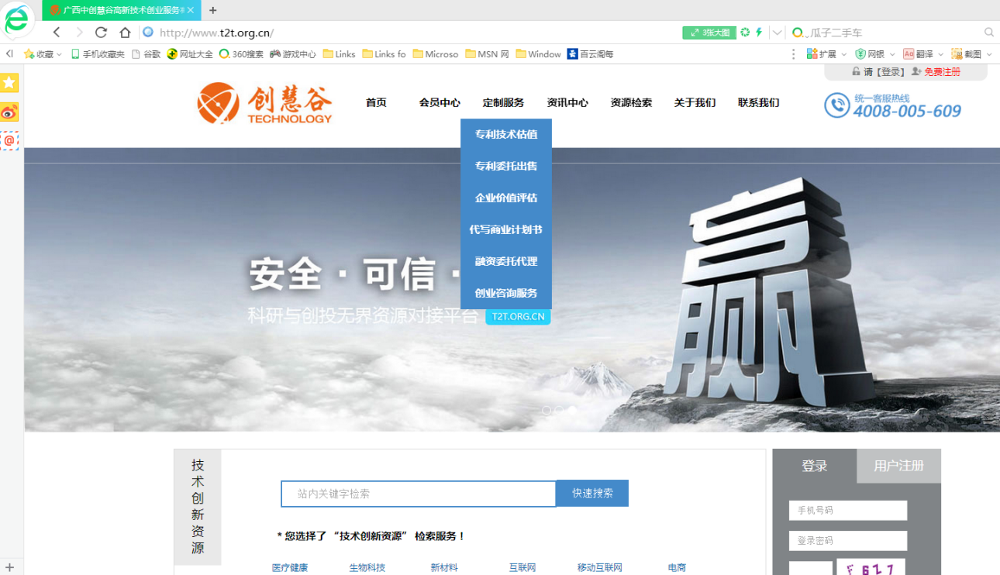 广西中创慧谷高新技术创业服务
http://www.t2t.org.cn/
3张大图
瓜子二手车
收藏 手机收藏夹 谷歌 网址大全 360搜索 游戏中心 Links Links fo Microso MSN 网 Window 百云阁每
扩展 网银 翻译 截图
请【登录】 免费注册
创慧谷
TECHNOLOGY
首页 会员中心 定制服务 资讯中心 资源检索 关于我们 联系我们
统一客服热线
4008-005-609
专利技术估值
专利委托出售
企业价值评估
代写商业计划书
融资委托代理
创业咨询服务
安全·可信·
科研与创投无界资源对接平台 T2T.ORG.CN
赢
技术创新资源
站内关键字检索 快速搜索
* 您选择了 “技术创新资源” 检索服务！
医疗健康 生物科技 新材料 互联网 移动互联网 电商
登录 用户注册
手机号码
登录密码